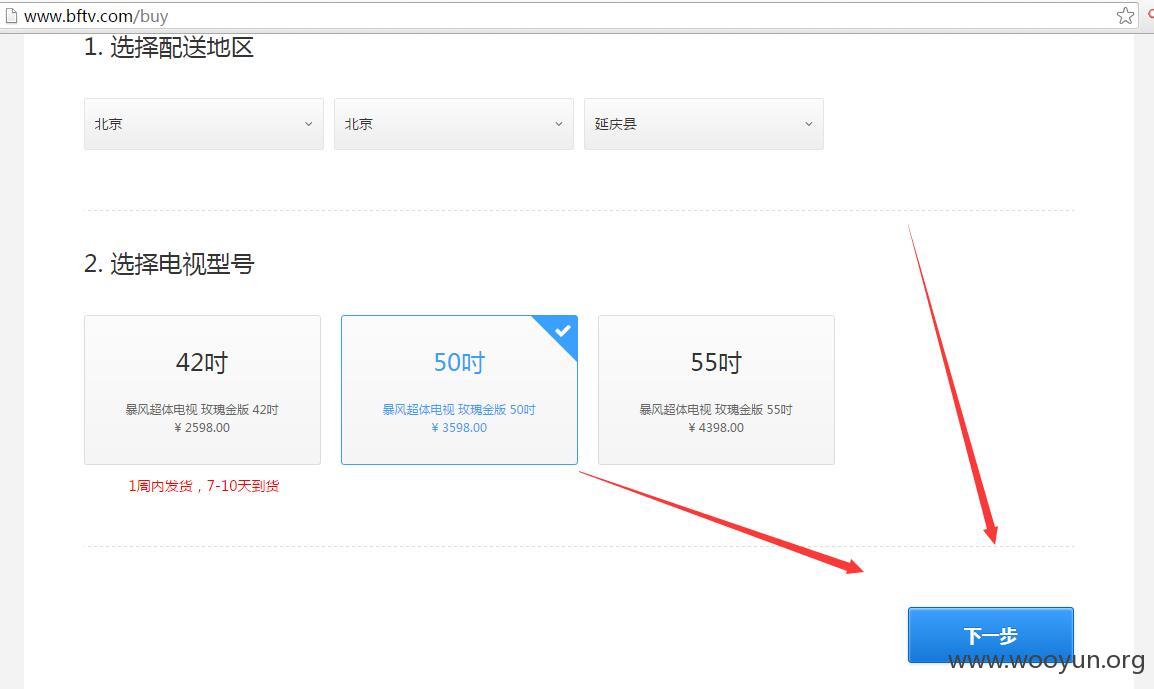 www.bftv.com/buy
1. 选择配送地区
北京 北京 延庆县
2. 选择电视型号
42吋 50吋 55吋
暴风超体电视 玫瑰金版 42吋 暴风超体电视 玫瑰金版 50吋 暴风超体电视 玫瑰金版 55吋
¥ 2598.00 ¥ 3598.00 ¥ 4398.00
1周内发货，7-10天到货
下一步
www.wooyun.org